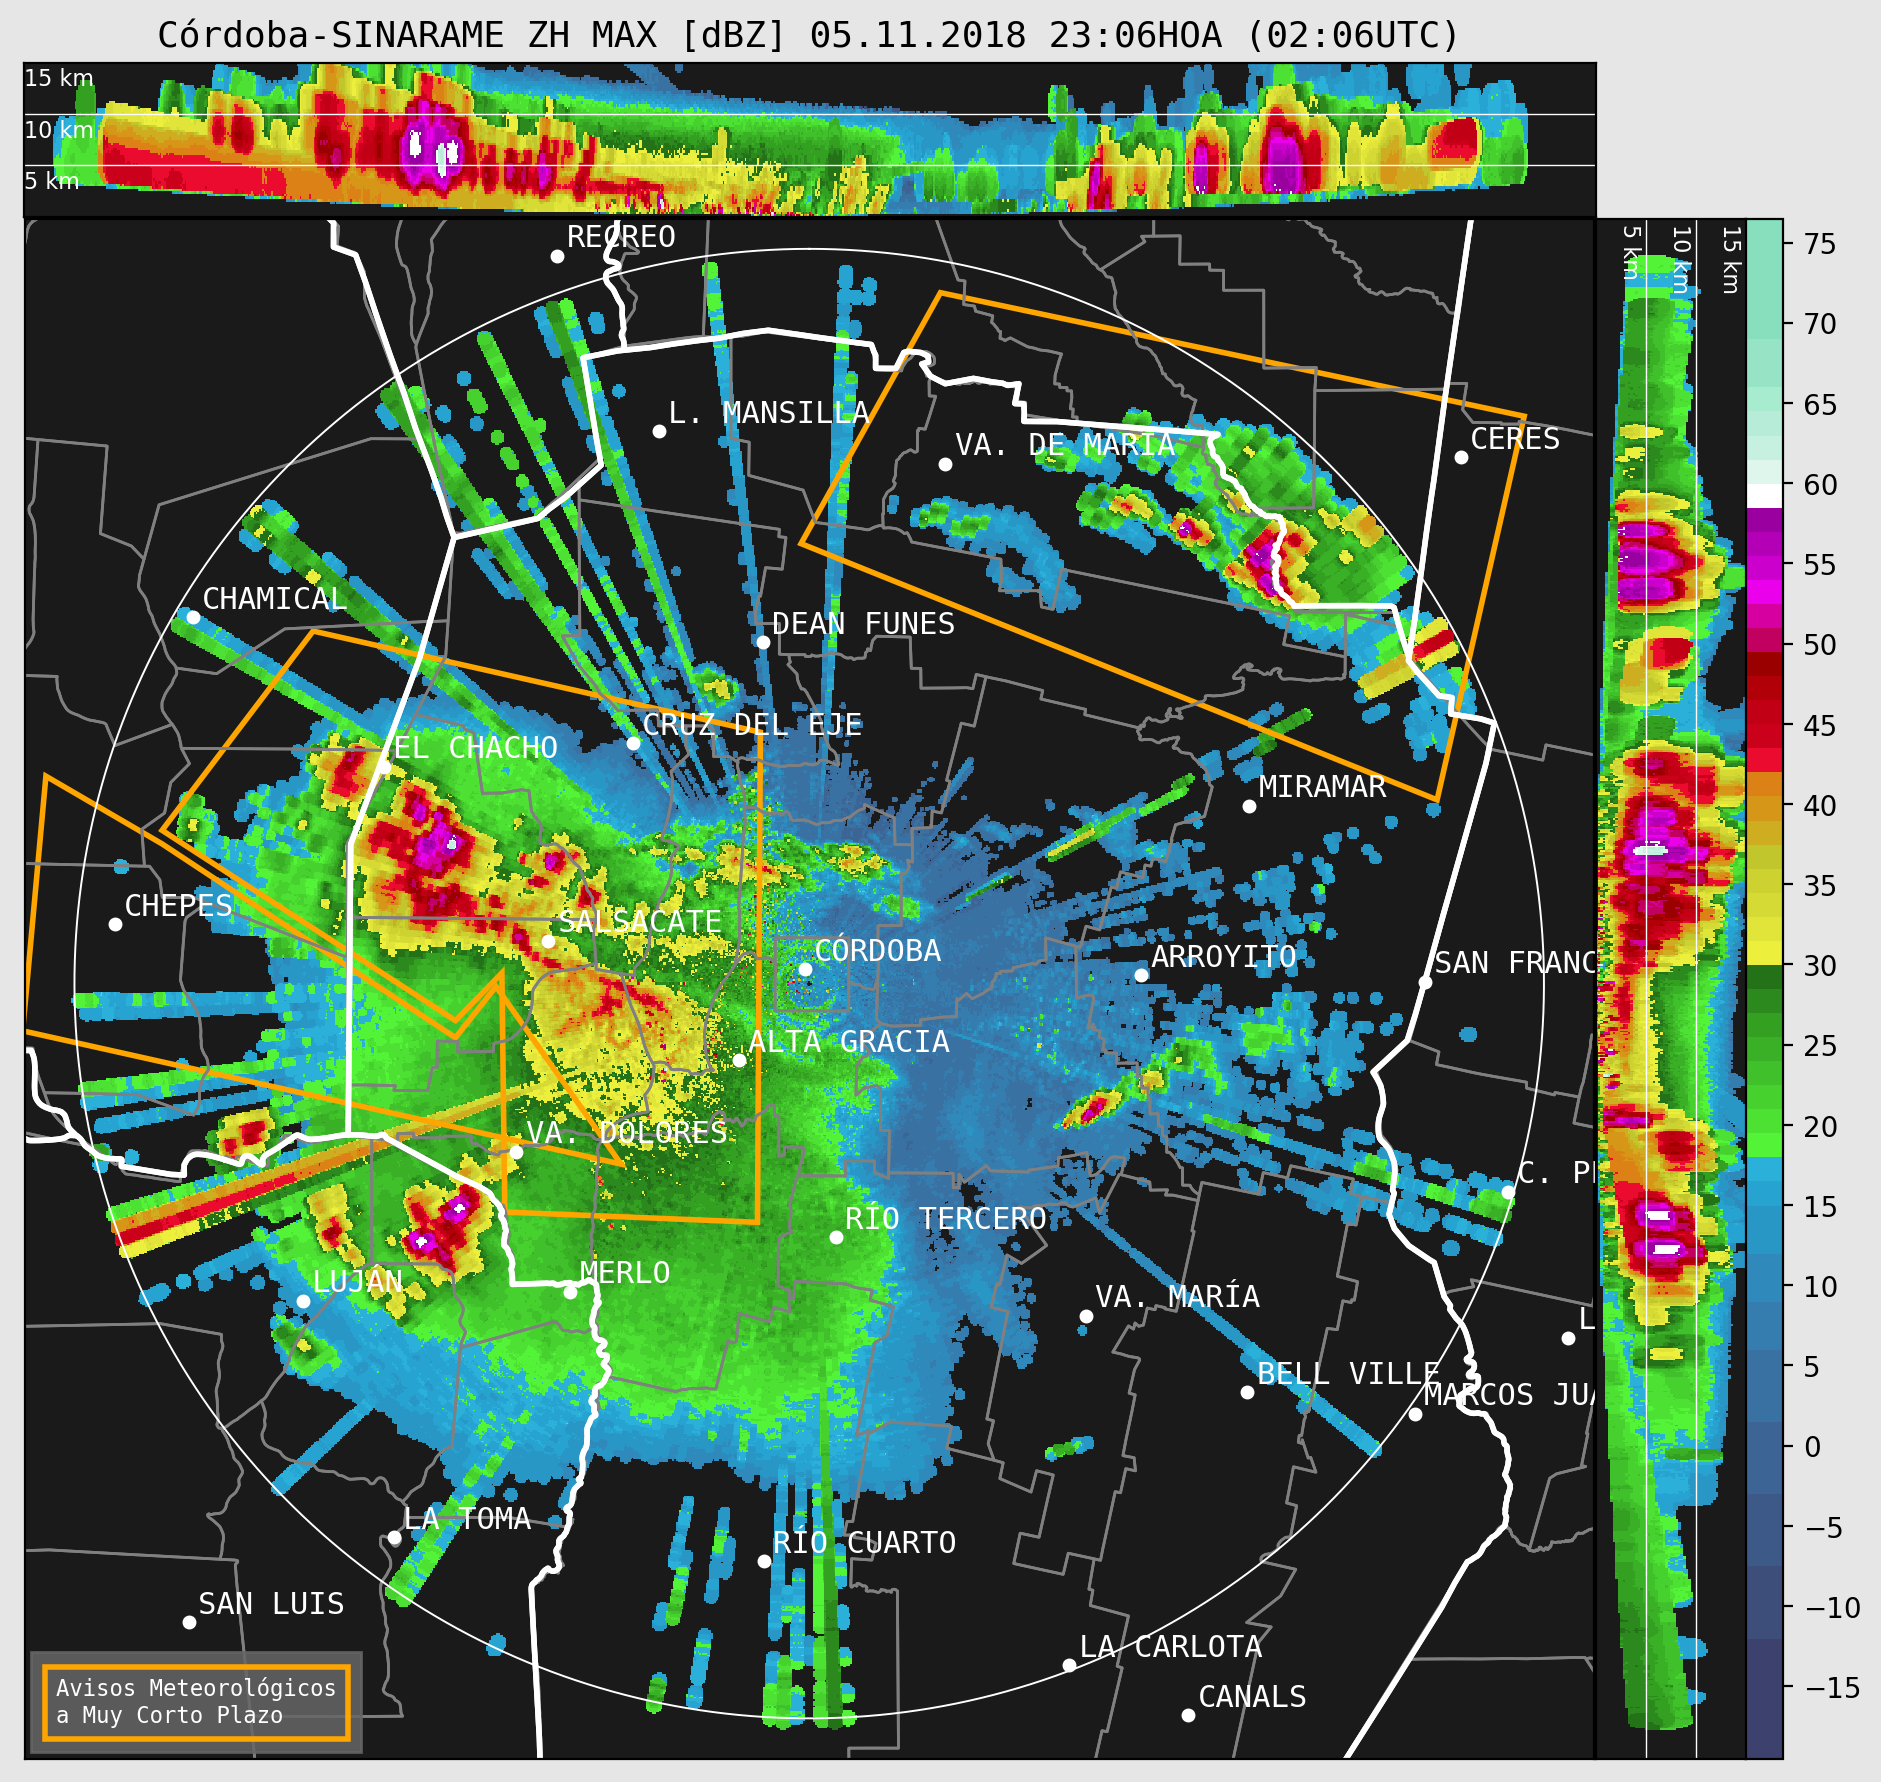 Córdoba-SINARAME ZH MAX [dBZ] 05.11.2018 23:06HOA (02:06UTC)
15 km
10 km
5 km
5 km
10 km
15 km
RECREO
L. MANSILLA
VA. DE MARÍA
CERES
CHAMICAL
DEAN FUNES
CRUZ DEL EJE
EL CHACHO
MIRAMAR
CHEPES
SALSACATE
CÓRDOBA
ARROYITO
SAN FRANC
ALTA GRACIA
VA. DOLORES
C. PE
RÍO TERCERO
MERLO
LUJÁN
VA. MARÍA
L
BELL VILLE
MARCOS JUA
LA TOMA
RÍO CUARTO
SAN LUIS
LA CARLOTA
CANALS
Avisos Meteorológicos
a Muy Corto Plazo
75
70
65
60
55
50
45
40
35
30
25
20
15
10
5
0
−5
−10
−15